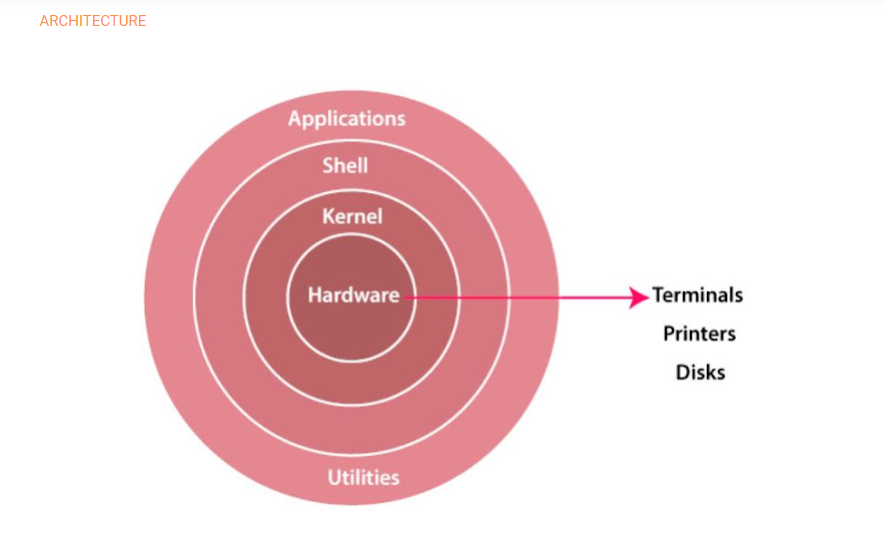 ARCHITECTURE
Applications
Shell
Kernel
Hardware
Terminals
Printers
Disks
Utilities